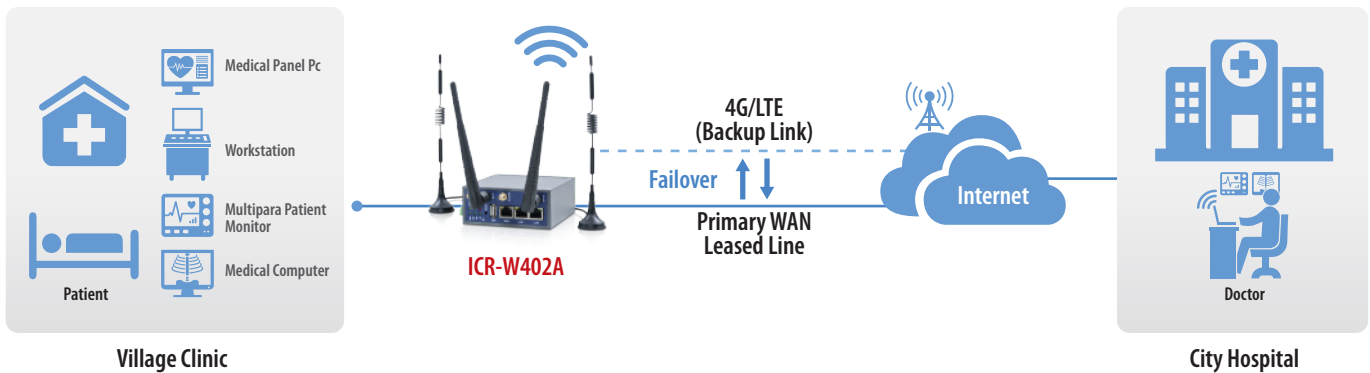 Medical Panel Pc
Workstation
Multipara Patient
Monitor
Medical Computer
Patient
Village Clinic
ICR-W402A
4G/LTE
(Backup Link)
Failover
Primary WAN
Leased Line
Internet
Doctor
City Hospital